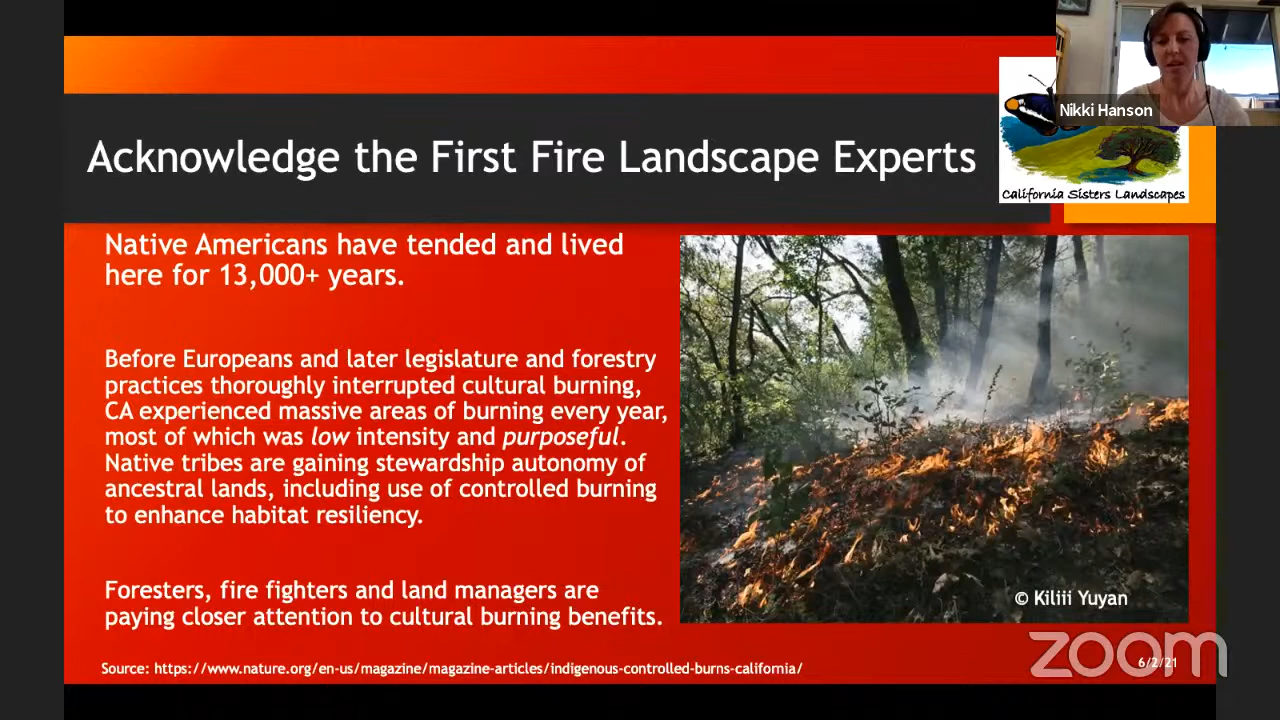 Nikki Hanson
Acknowledge the First Fire Landscape Experts
California Sisters Landscapes
Native Americans have tended and lived
here for 13,000+ years.
Before Europeans and later legislature and forestry
practices thoroughly interrupted cultural burning,
CA experienced massive areas of burning every year,
most of which was low intensity and purposeful.
Native tribes are gaining stewardship autonomy of
ancestral lands, including use of controlled burning
to enhance habitat resiliency.
Foresters, fire fighters and land managers are
paying closer attention to cultural burning benefits.
© Kiliii Yuyan
Source: https://www.nature.org/en-us/magazine/magazine-articles/indigenous-controlled-burns-california/
6/2/21
zoom